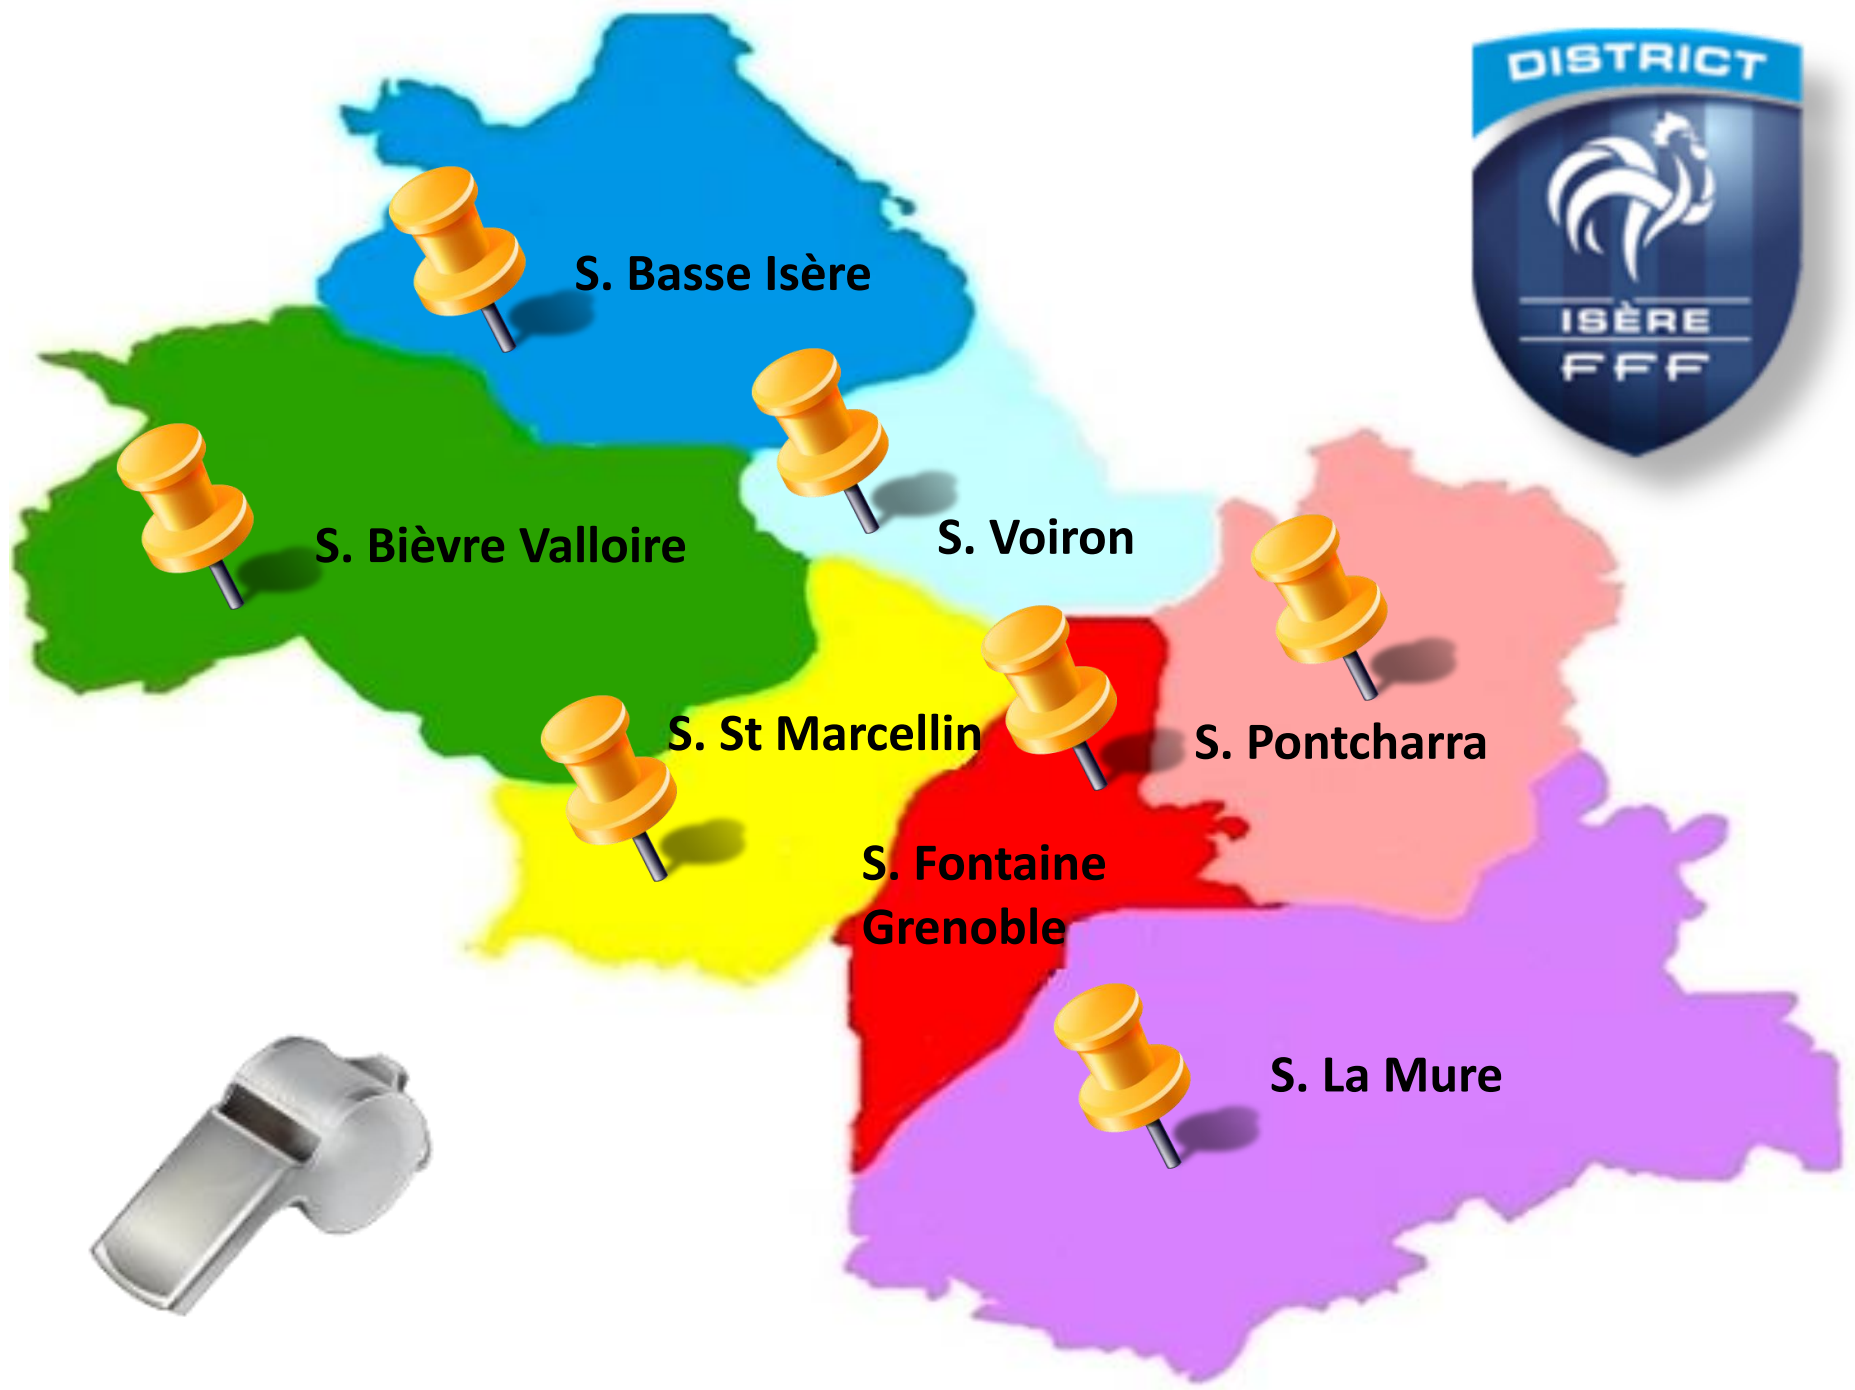 DISTRICT
ISÈRE
FFF
S. Basse Isère
S. Bièvre Valloire
S. Voiron
S. St Marcellin
S. Pontcharra
S. Fontaine
Grenoble
S. La Mure